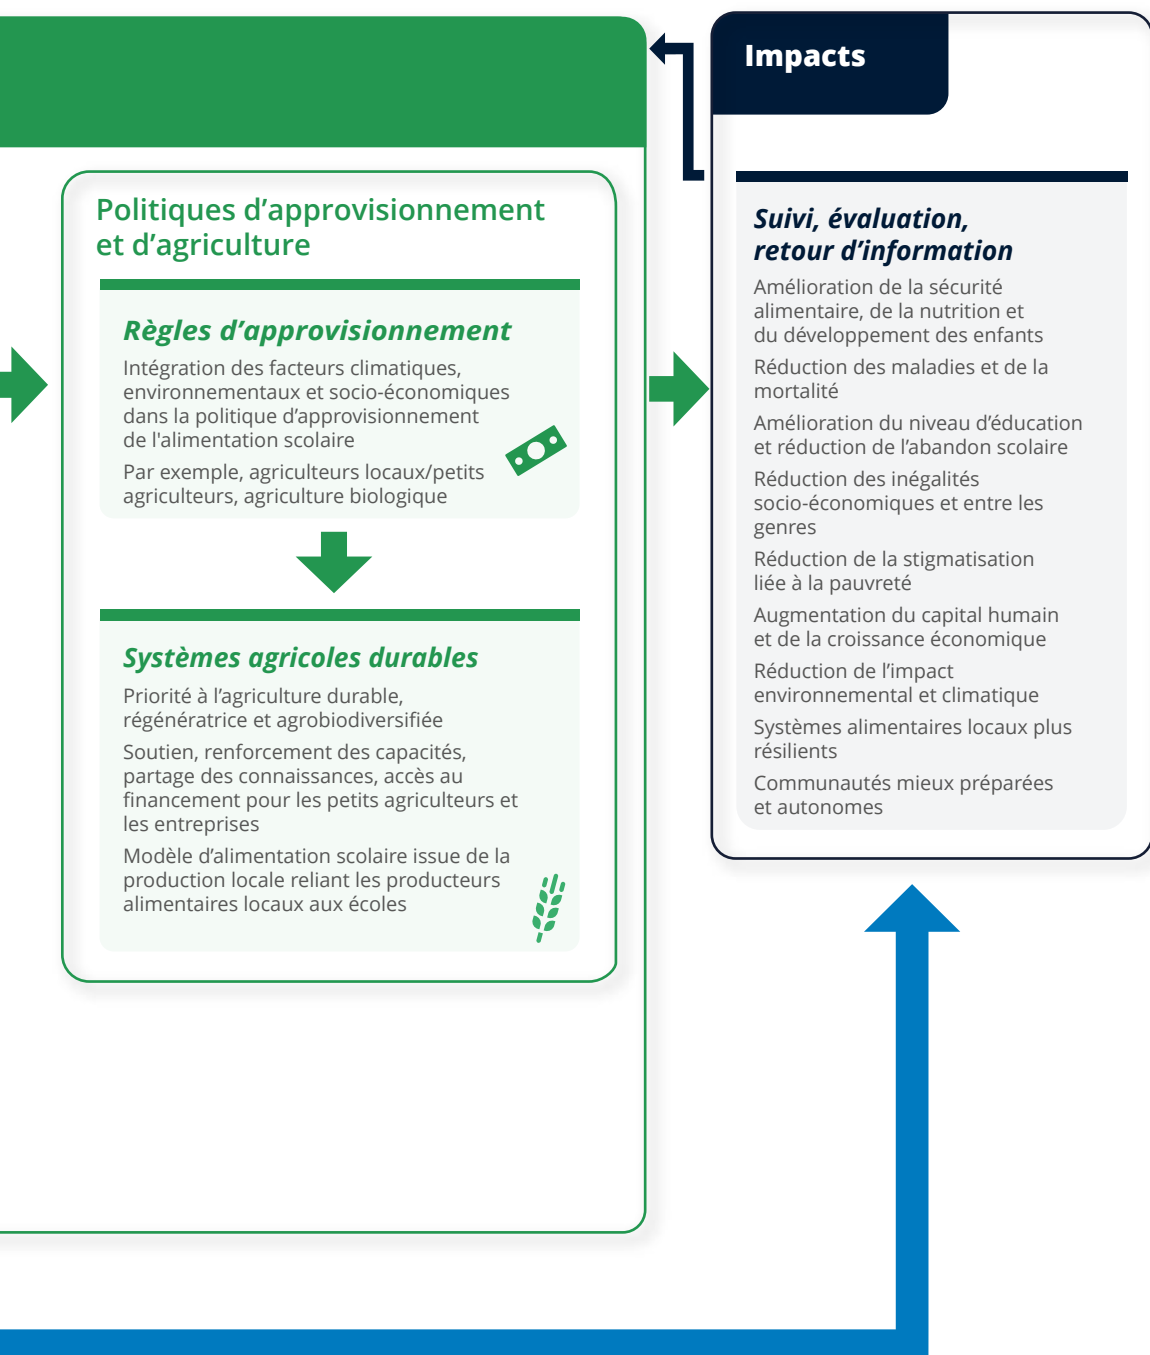 Politiques d’approvisionnement
et d’agriculture
Règles d’approvisionnement
Intégration des facteurs climatiques,
environnementaux et socio-économiques
dans la politique d’approvisionnement
de l'alimentation scolaire
Par exemple, agriculteurs locaux/petits
agriculteurs, agriculture biologique
Systèmes agricoles durables
Priorité à l’agriculture durable,
régénératrice et agrobiodiversifiée
Soutien, renforcement des capacités,
partage des connaissances, accès au
financement pour les petits agriculteurs et
les entreprises
Modèle d’alimentation scolaire issue de la
production locale reliant les producteurs
alimentaires locaux aux écoles
Impacts
Suivi, évaluation,
retour d’information
Amélioration de la sécurité
alimentaire, de la nutrition et
du développement des enfants
Réduction des maladies et de la
mortalité
Amélioration du niveau d’éducation
et réduction de l’abandon scolaire
Réduction des inégalités
socio-économiques et entre les
genres
Réduction de la stigmatisation
liée à la pauvreté
Augmentation du capital humain
et de la croissance économique
Réduction de l’impact
environnemental et climatique
Systèmes alimentaires locaux plus
résilients
Communautés mieux préparées
et autonomes